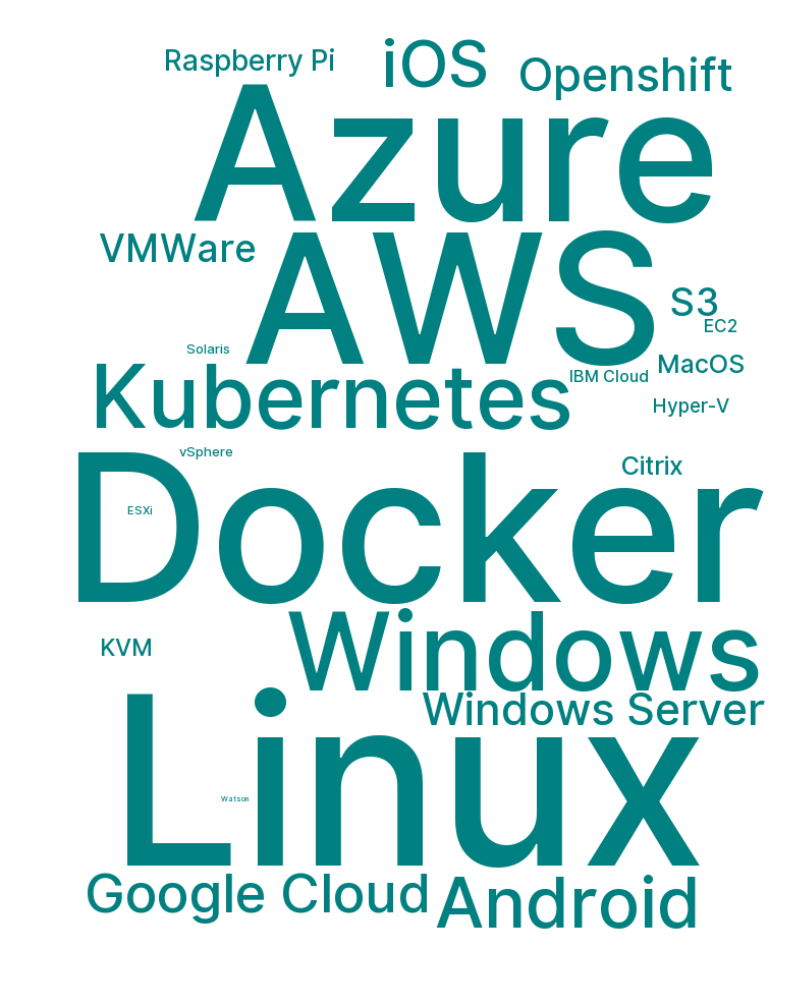 Raspberry Pi
iOS
Openshift
Azure
VMWare
AWS
S3
EC2
Solaris
MacOS
IBM Cloud
Kubernetes
Hyper-V
vSphere
Citrix
Docker
ESXi
Windows
KVM
Windows Server
Linux
Watson
Google Cloud
Android